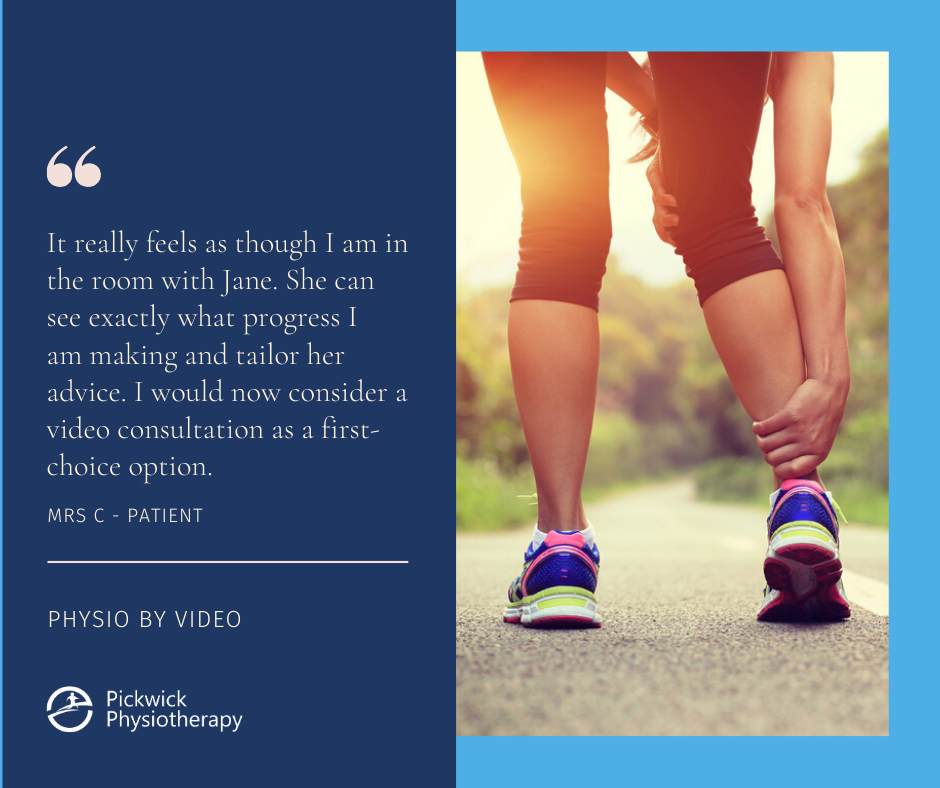 It really feels as though I am in
the room with Jane. She can
see exactly what progress I
am making and tailor her
advice. I would now consider a
video consultation as a first-
choice option.
MRS C - PATIENT
PHYSIO BY VIDEO
Pickwick
Physiotherapy